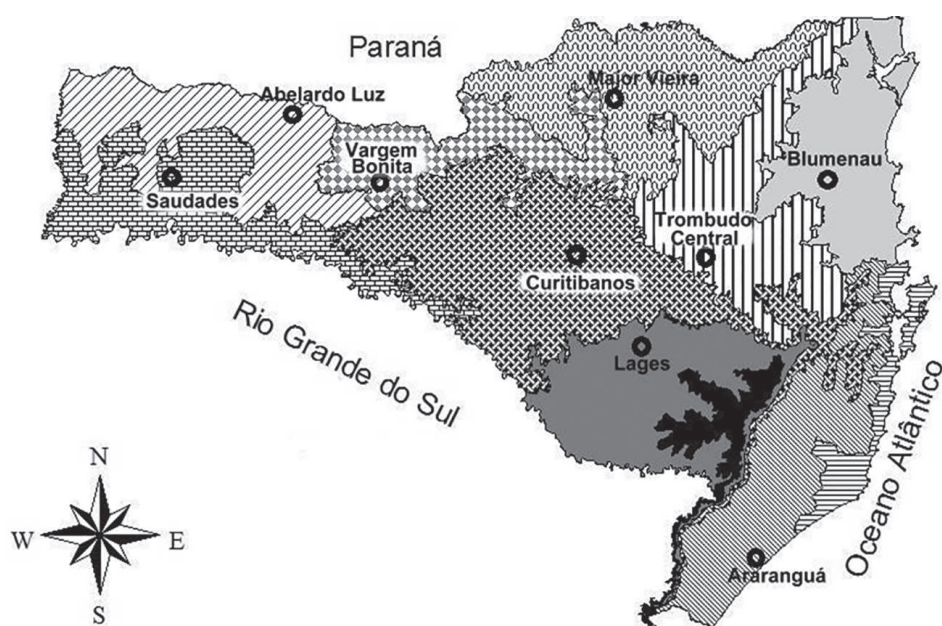 Paraná
Major Vieira
Abelardo Luz
Vargem
Bonita
Blumenau
Saudades
Trombudo
Central
Curitibanos
Rio Grande do Sul
Lages
Oceano Atlântico
Araranguá
N
W
E
S